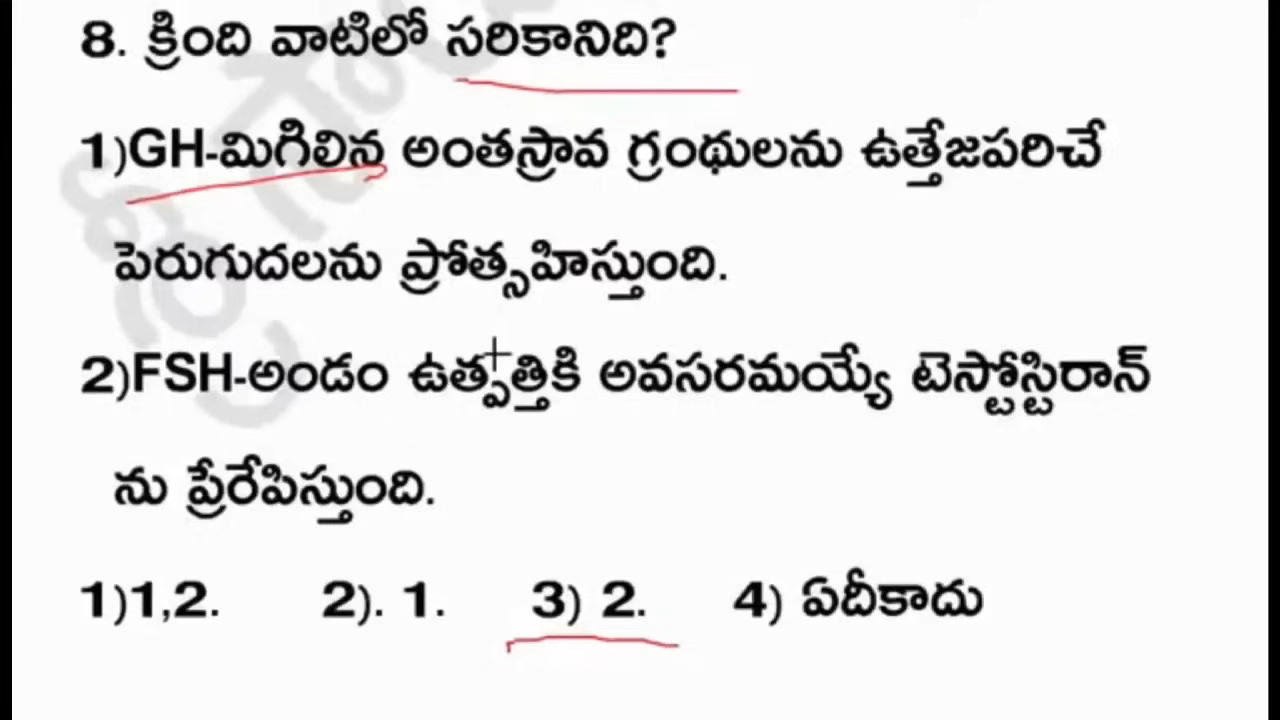 8. క్రింది వాటిలో సరికానిది?
1)GH-మిగిలిన అంతస్రావ గ్రంథులను ఉత్తేజపరిచే
పెరుగుదలను ప్రోత్సహిస్తుంది.
2)FSH-అండం ఉత్పత్తికి అవసరమయ్యే టెస్టోస్టిరాన్
ను ప్రేరేపిస్తుంది.
1)1,2. 2). 1. 3) 2. 4) ఏదీకాదు